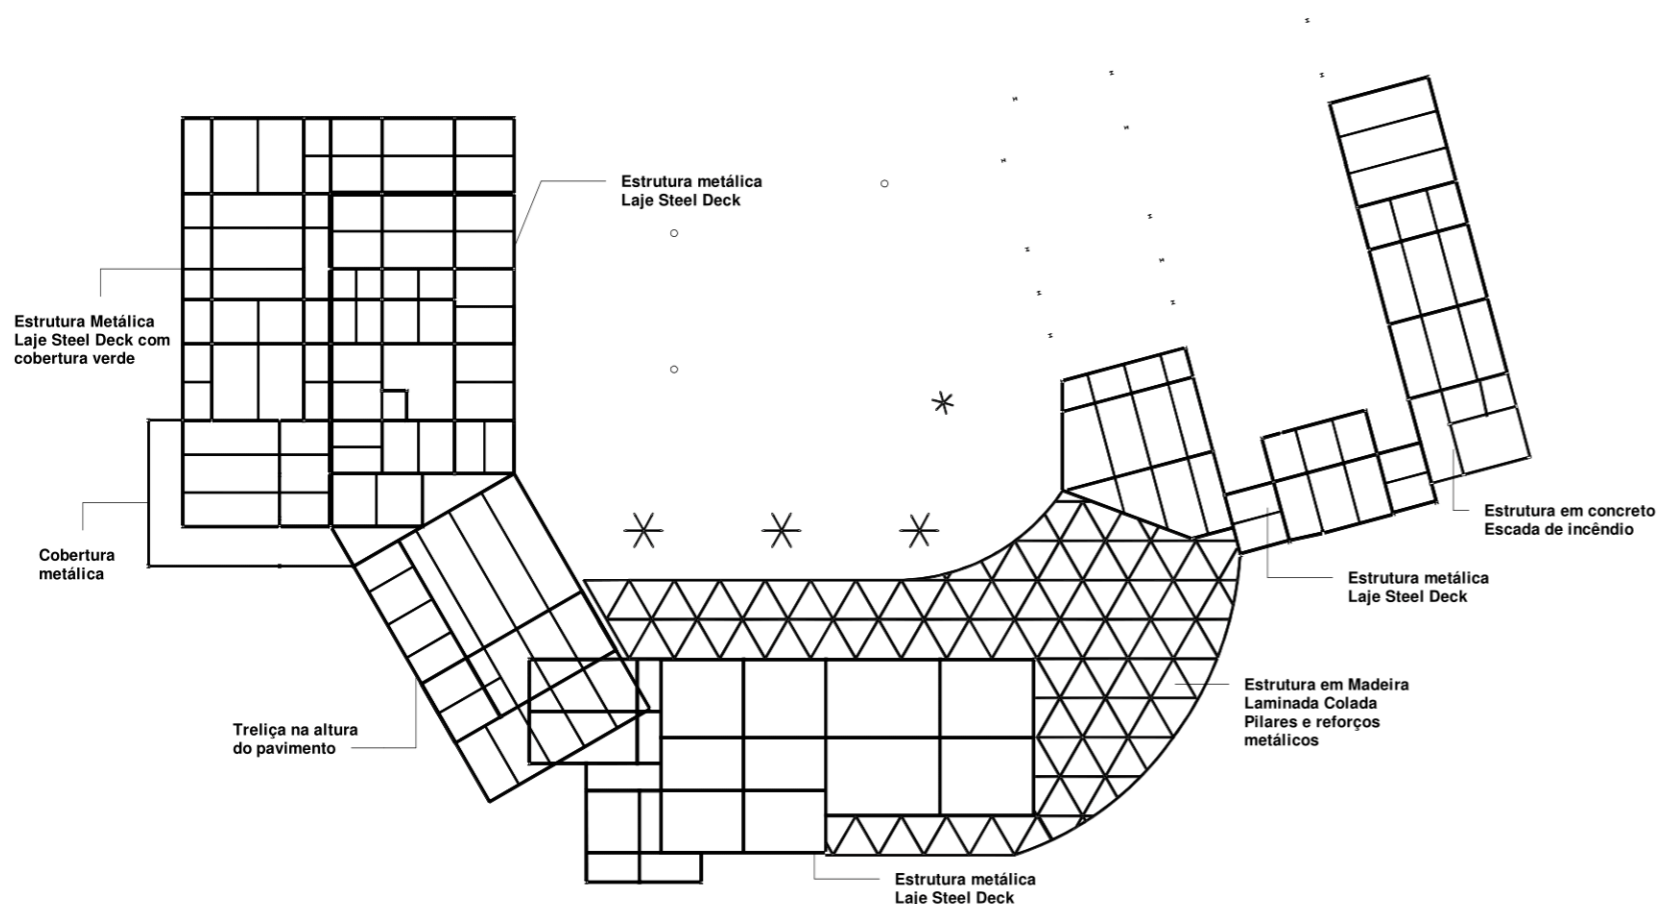 Estrutura metálica
Laje Steel Deck
Estrutura Metálica
Laje Steel Deck com
cobertura verde
Estrutura em concreto
Escada de incêndio
Cobertura
metálica
Estrutura metálica
Laje Steel Deck
Estrutura em Madeira
Laminada Colada
Pilares e reforços
metálicos
Treliça na altura
do pavimento
Estrutura metálica
Laje Steel Deck